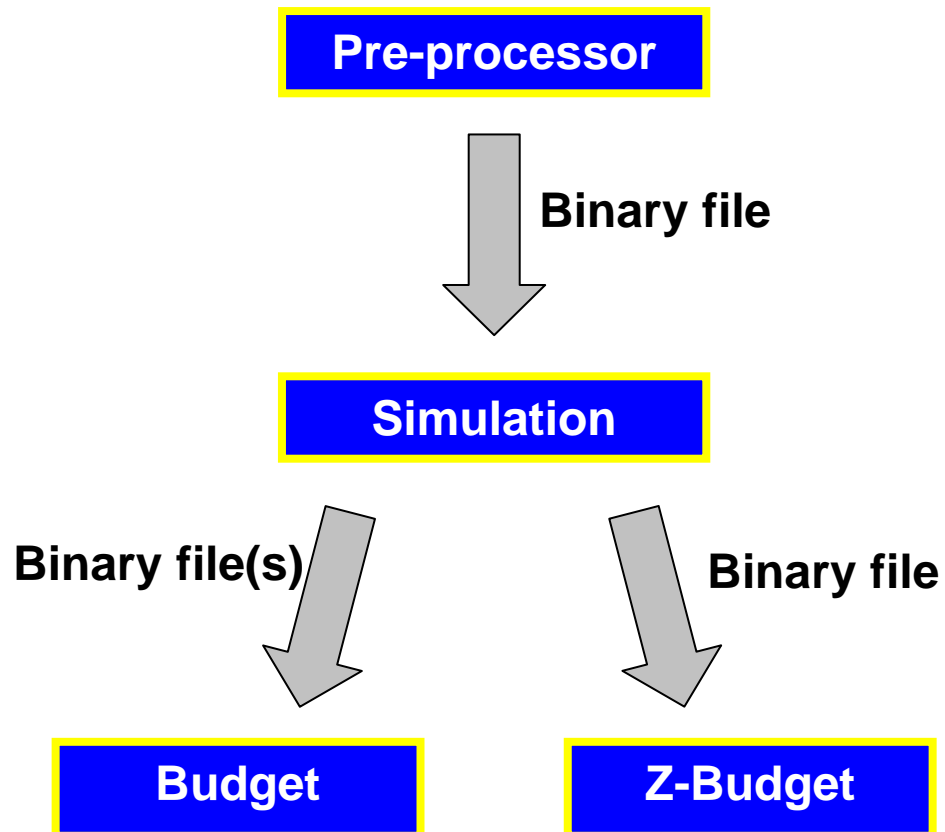 Pre-processor
Binary file
Simulation
Binary file(s)
Binary file
Budget
Z-Budget